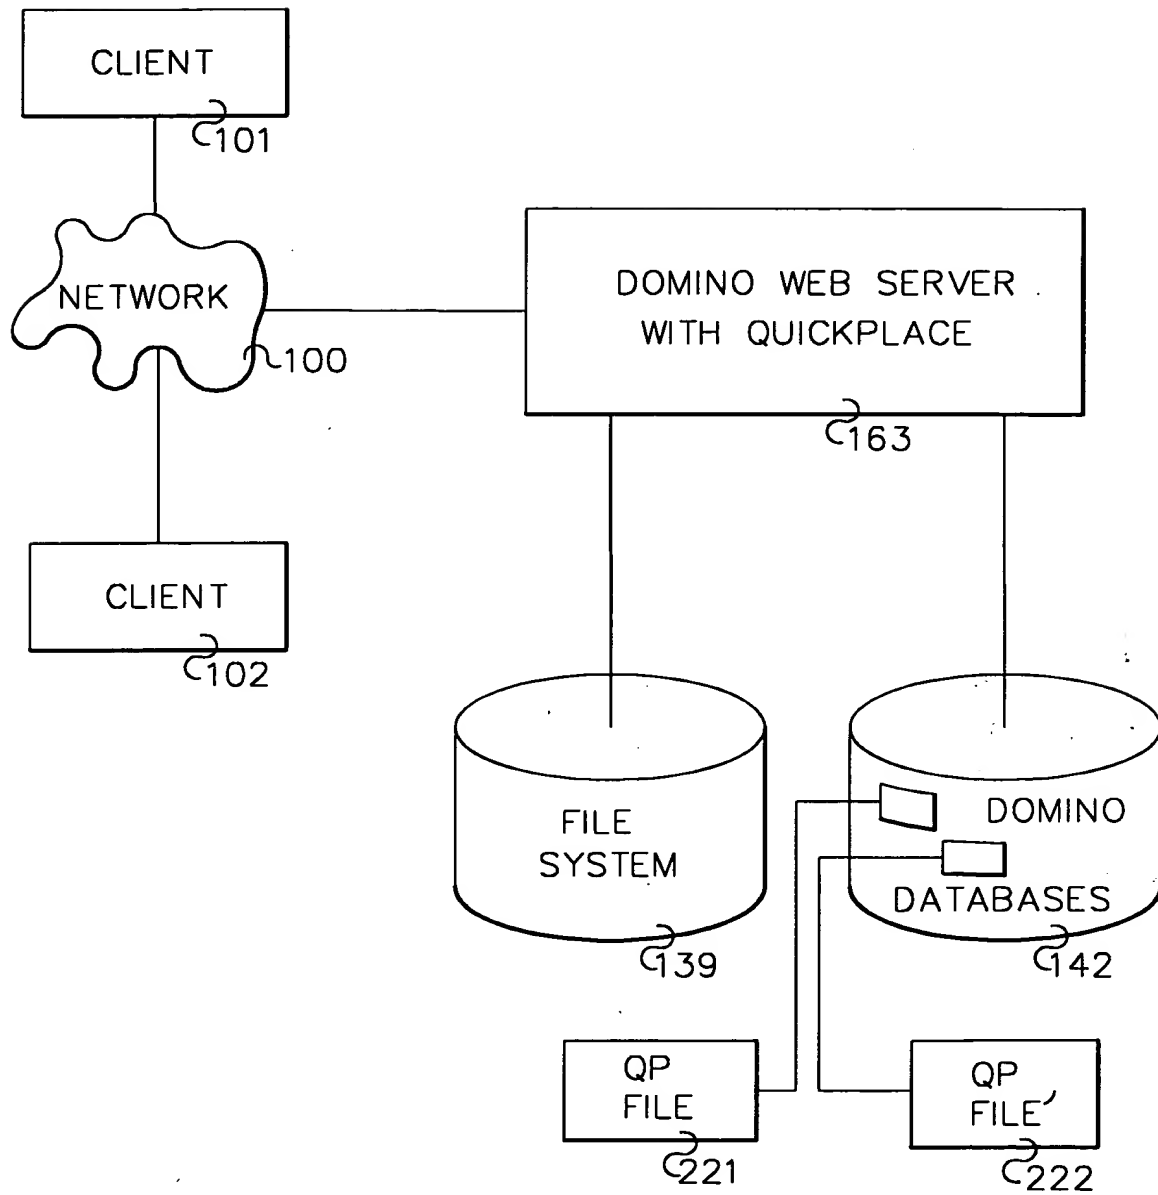 CLIENT
101
NETWORK
100
DOMINO WEB SERVER
WITH QUICKPLACE
163
CLIENT
102
FILE
SYSTEM
139
DOMINO
DATABASES
142
QP
FILE
221
QP
FILE'
222